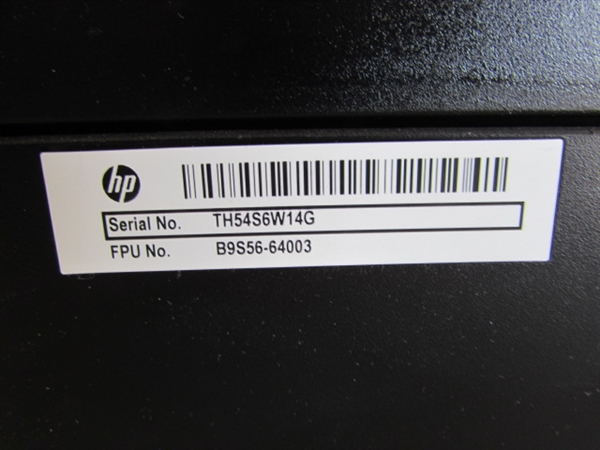 hp
Serial No. TH54S6W14G
FPU No. B9S56-64003